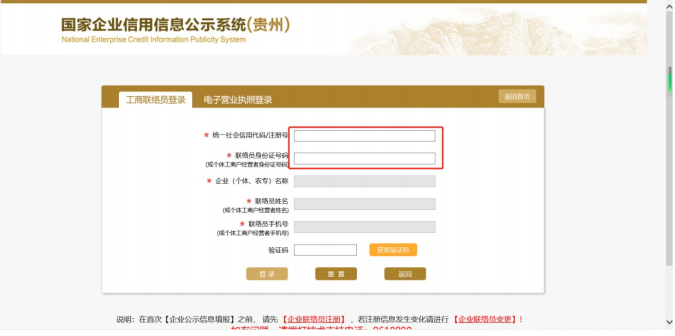 国家企业信用信息公示系统(贵州)
National Enterprise Credit Information Publicity System
工商联络员登录 电子营业执照登录 返回首页
* 统一社会信用代码/注册号
* 联络员身份证号码
(或个体工商户经营者身份证号码)
* 企业（个体、农专）名称
* 联络员姓名
(或个体工商户经营者姓名)
* 联络员手机号
(或个体工商户经营者手机号)
验证码 获取验证码
登录 重置 返回
说明：在首次【企业公示信息填报】之前，请先【企业联络员注册】，若注册信息发生变化请进行【企业联络员变更】！